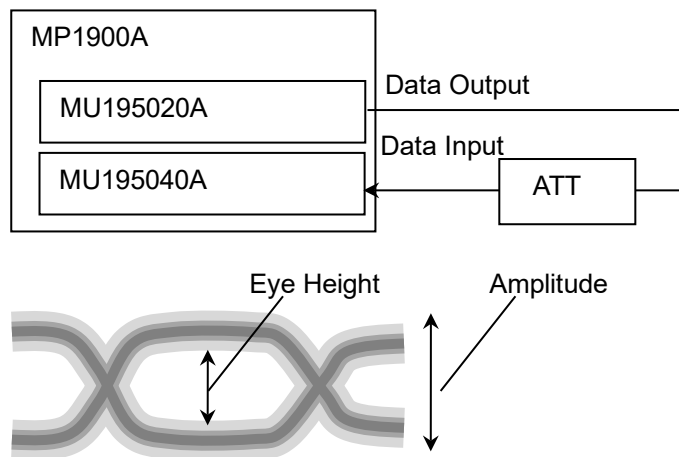 MP1900A
Data Output
MU195020A
Data Input
MU195040A
ATT
Eye Height
Amplitude